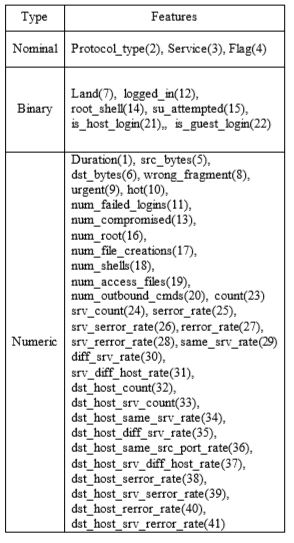 Type Features
Nominal Protocol_type(2), Service(3), Flag(4)
Land(7), logged_in(12),
root_shell(14), su_attempted(15),
Binary
is_host_login(21),, is_guest_login(22)
Duration(1), src_bytes(5),
dst_bytes(6), wrong_fragment(8),
urgent(9), hot(10),
num_failed_logins(11),
num_compromised(13),
num_root(16),
num_file_creations(17),
num_shells(18),
num_access_files(19),
num_outbound_cmds(20), count(23)
srv_count(24), serror_rate(25),
srv_serror_rate(26), rerror_rate(27),
Numeric srv_rerror_rate(28), same_srv_rate(29)
diff_srv_rate(30),
srv_diff_host_rate(31),
dst_host_count(32),
dst_host_srv_count(33),
dst_host_same_srv_rate(34),
dst_host_diff_srv_rate(35),
dst_host_same_src_port_rate(36),
dst_host_srv_diff_host_rate(37),
dst_host_serror_rate(38),
dst_host_srv_serror_rate(39),
dst_host_rerror_rate(40),
dst_host_srv_rerror_rate(41)